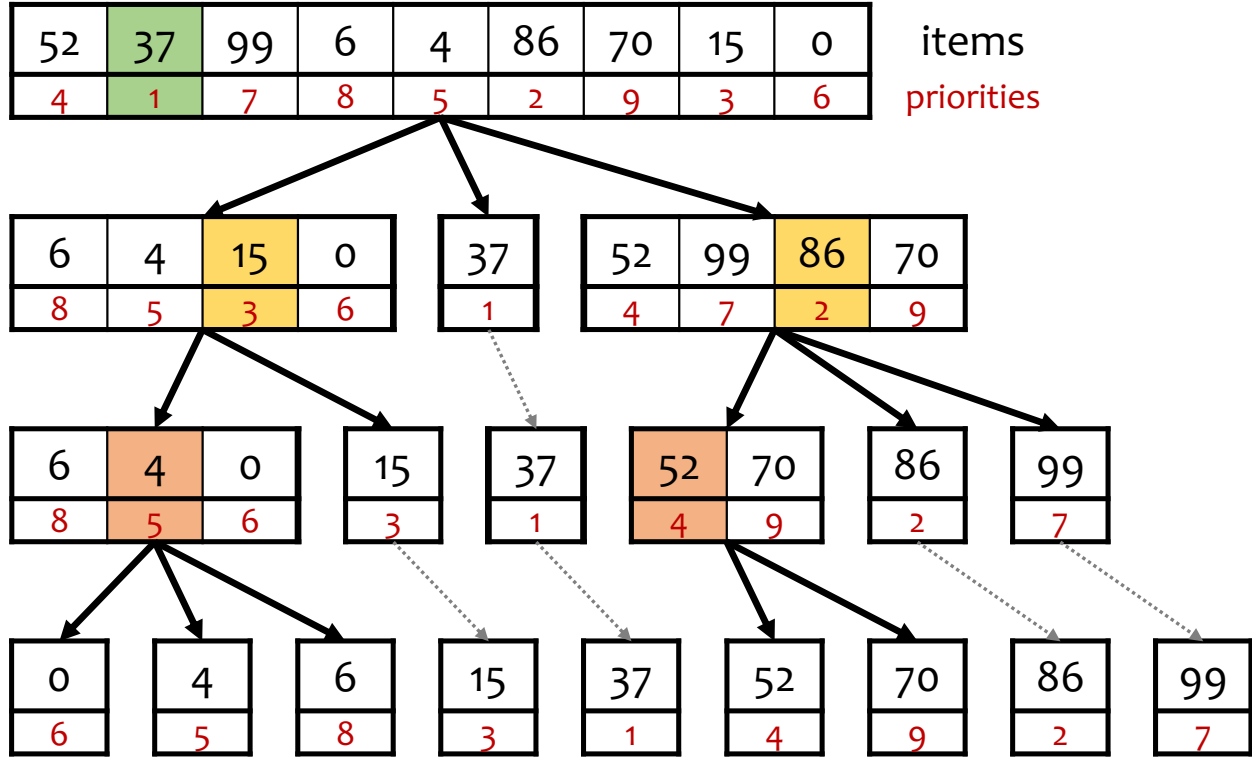 52 37 99 6 4 86 70 15 0 items
4 1 7 8 5 2 9 3 6 priorities
6 4 15 0 37 52 99 86 70
8 5 3 6 1 4 7 2 9
6 4 0 15 37 52 70 86 99
8 5 6 3 1 4 9 2 7
0 4 6 15 37 52 70 86 99
6 5 8 3 1 4 9 2 7